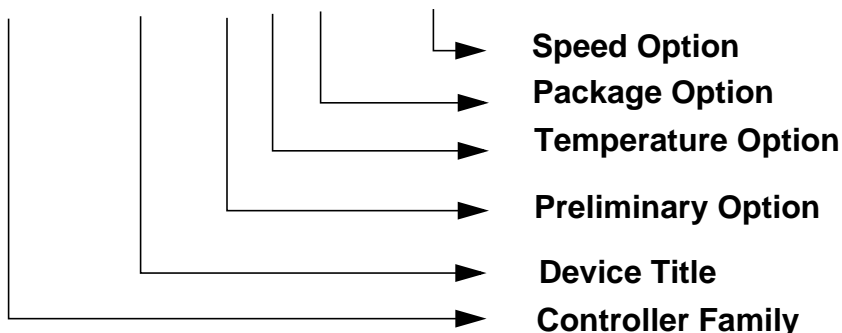 Speed Option
Package Option
Temperature Option
Preliminary Option
Device Title
Controller Family